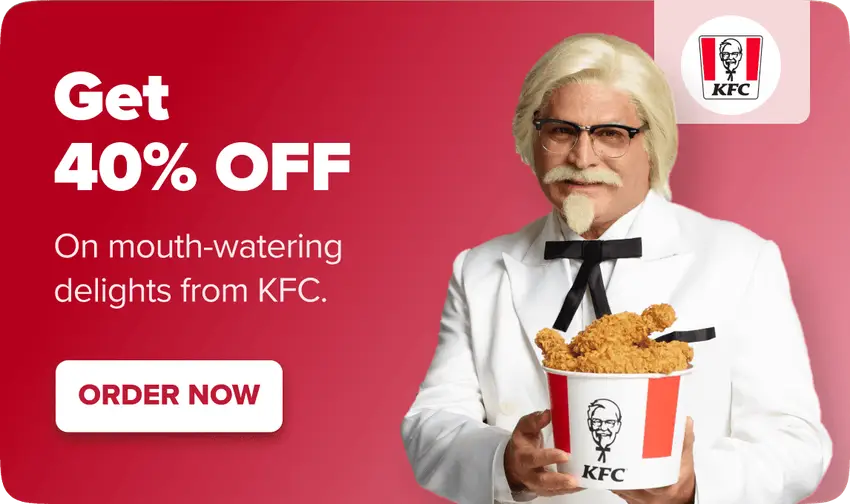 Get
40% OFF
On mouth-watering
delights from KFC.
ORDER NOW
KFC
KFC